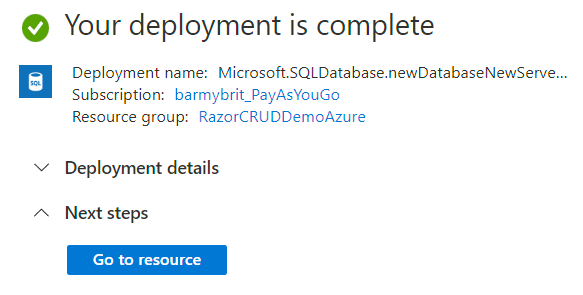 Your deployment is complete
SQL
Deployment name: Microsoft.SQLDatabase.newDatabaseNewServe...
Subscription: barmybrit_PayAsYouGo
Resource group: RazorCRUDDemoAzure
Deployment details
Next steps
Go to resource